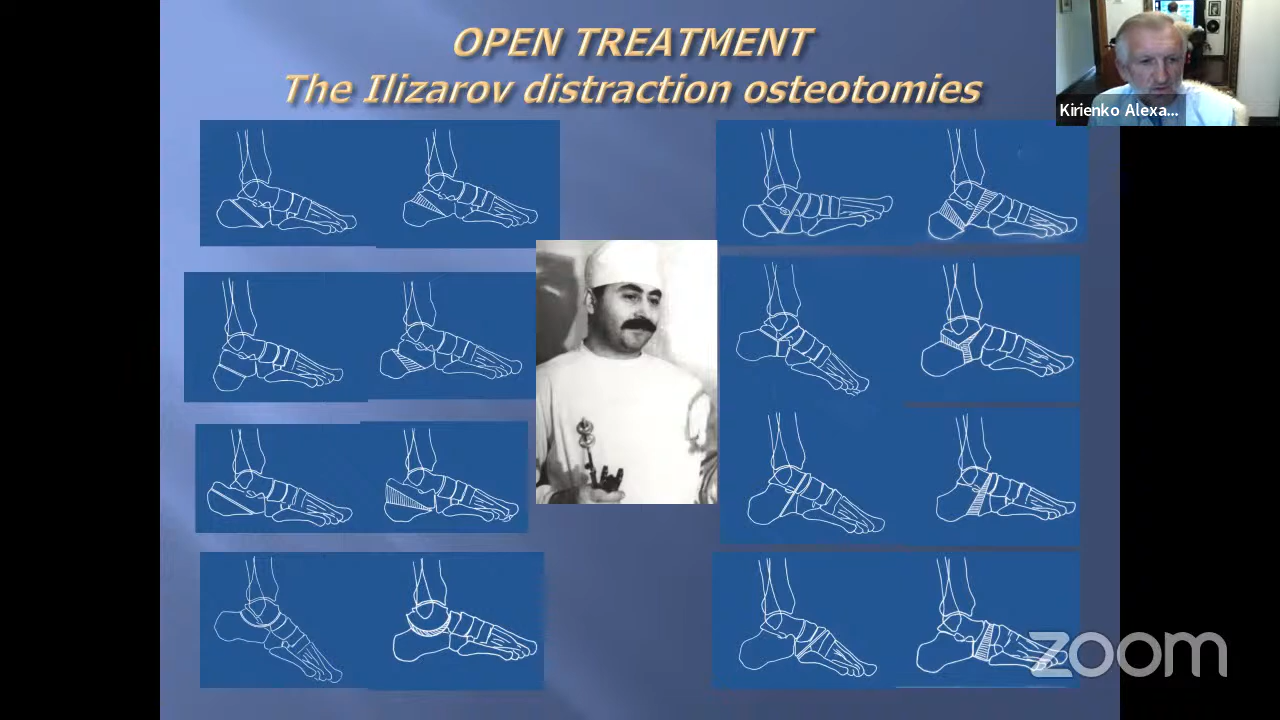 OPEN TREATMENT
The Ilizarov distraction osteotomies
Kirienko Alexa...
zoom